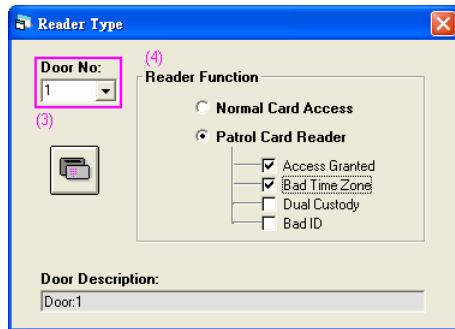 Reader Type
Door No:
1
(3)
(4)
Reader Function
Normal Card Access
Patrol Card Reader
Access Granted
Bad Time Zone
Dual Custody
Bad ID
Door Description:
Door:1